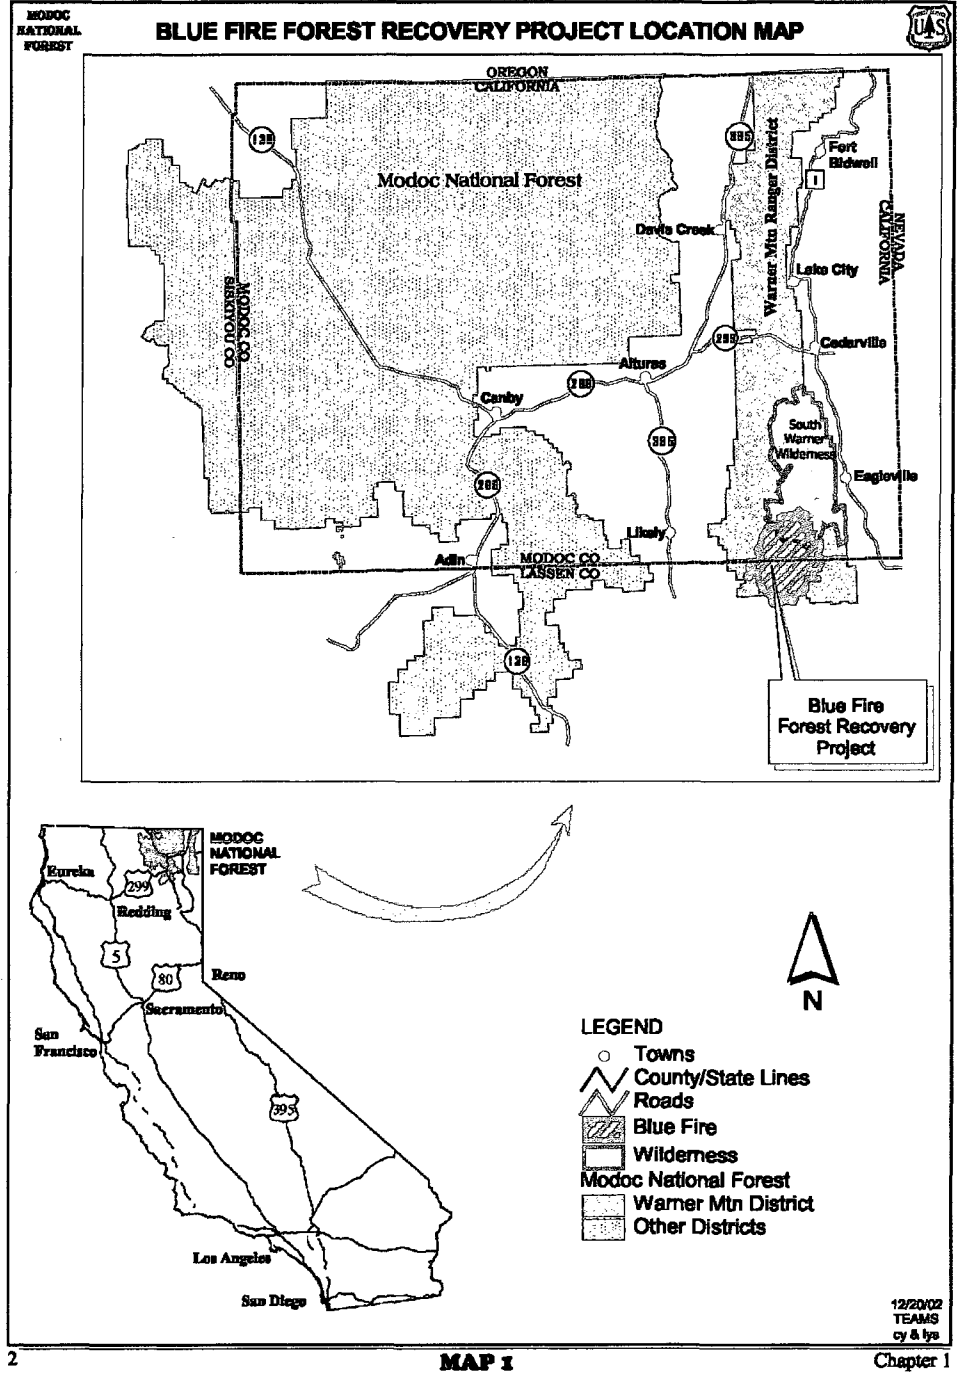 MODOC
NATIONAL
FOREST
BLUE FIRE FOREST RECOVERY PROJECT LOCATION MAP
US
OREGON
CALIFORNIA
139
395
Fort
Bidwell
1
Modoc National Forest
Warner Mtn Ranger District
NEVADA
CALIFORNIA
Davis Creek
Lake City
MODOC CO
SISKIYOU CO
299
Cedarville
Alturas
299
Canby
South
Warner
Wilderness
395
Eagleville
299
Likely
Adin
MODOC CO
LASSEN CO
139
Blue Fire
Forest Recovery
Project
MODOC
NATIONAL
FOREST
Eureka
299
Redding
5
80
Reno
Sacramento
San
Francisco
395
Los Angeles
San Diego
N
LEGEND
Towns
County/State Lines
Roads
Blue Fire
Wilderness
Modoc National Forest
Warner Mtn District
Other Districts
12/20/02
TEAMS
cy & lys
2
MAP 1
Chapter 1